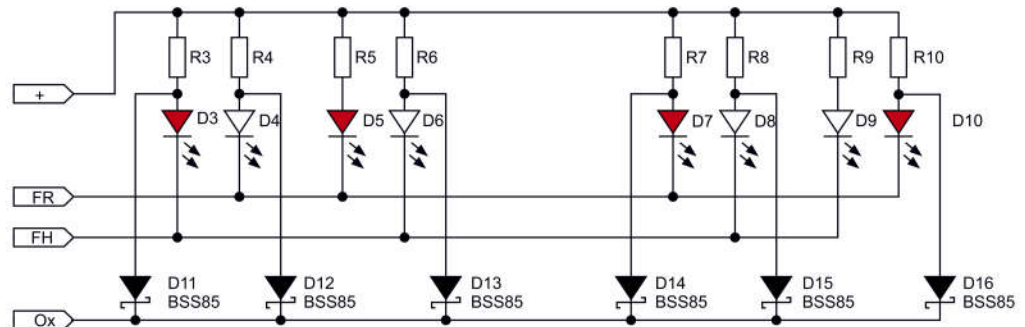 R3 R4 R5 R6 R7 R8 R9 R10
+
D3 D4 D5 D6 D7 D8 D9 D10
FR
FH
D11 D12 D13 D14 D15 D16
BSS85 BSS85 BSS85 BSS85 BSS85 BSS85
Ox